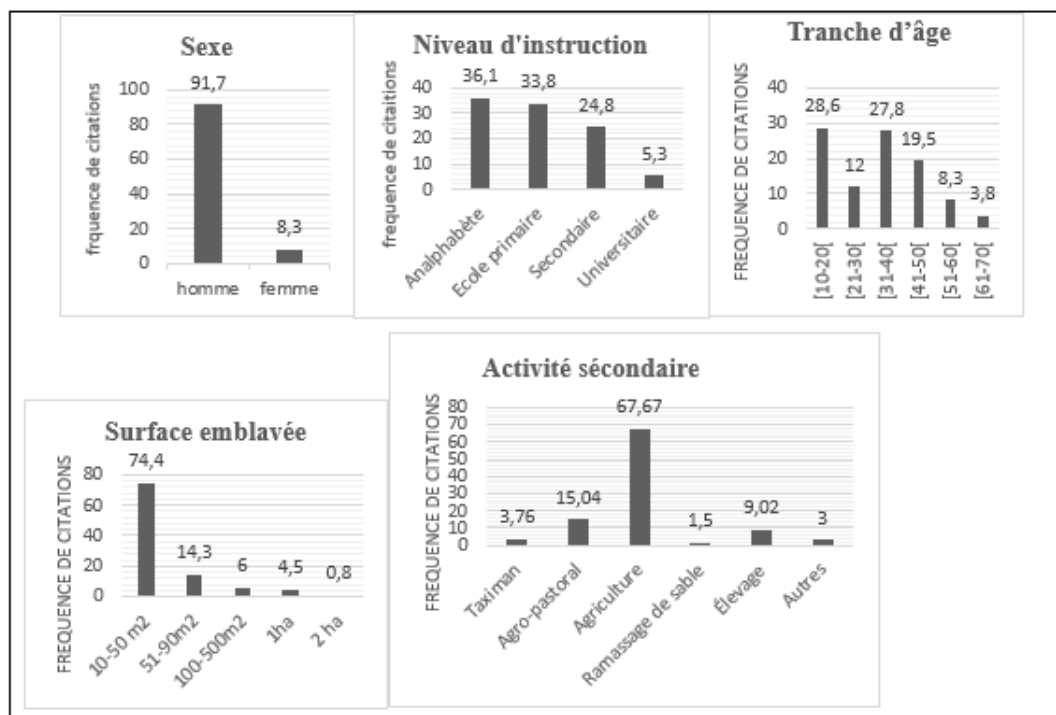 Sexe
frquence de citations
100
80
60
40
20
0
91,7
8,3
homme
femme
Niveau d'instruction
frequence de citaitions
40
30
20
10
0
36,1
33,8
24,8
5,3
Analphabète
Ecole primaire
Secondaire
Universitaire
Tranche d’âge
FREQUENCE DE CITATIONS
40
30
20
10
0
28,6
12
27,8
19,5
8,3
3,8
[10-20[
[21-30[
[31-40[
[41-50[
[51-60[
[61-70[
Surface emblavée
FREQUENCE DE CITATIONS
80
60
40
20
0
74,4
14,3
6
4,5
0,8
10-50 m2
51-90m2
100-500m2
1ha
2 ha
Activité sécondaire
FREQUENCE DE CITATIONS
80
70
60
50
40
30
20
10
0
3,76
15,04
67,67
1,5
9,02
3
Taximan
Agro-pastoral
Agriculture
Ramassage de sable
Élevage
Autres